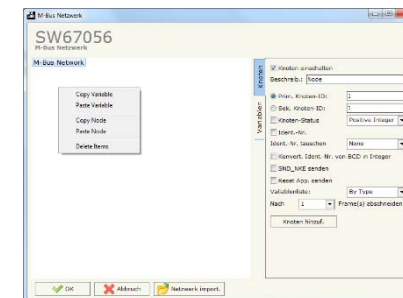 M-Bus Netzwerk
SW67056
M-Bus Netzwerk
M-Bus Network
Copy Variable
Paste Variable
Copy Node
Paste Node
Delete Items
Knoten
Variablen
Knoten einschalten
Beschreib.: Node
Prim. Knoten-ID: 1
Sek. Knoten-ID:
Knoten-Status Positive Integer
Ident.-Nr.
Ident. Nr. tauschen None
Konvert. Ident. Nr. von BCD in Integer
SND_NKE senden
Reset App. senden
Variablenliste: By Type
Nach 1 Frame(s) abschneiden
Knoten hinzuf.
OK
Abbruch
Netzwerk import.